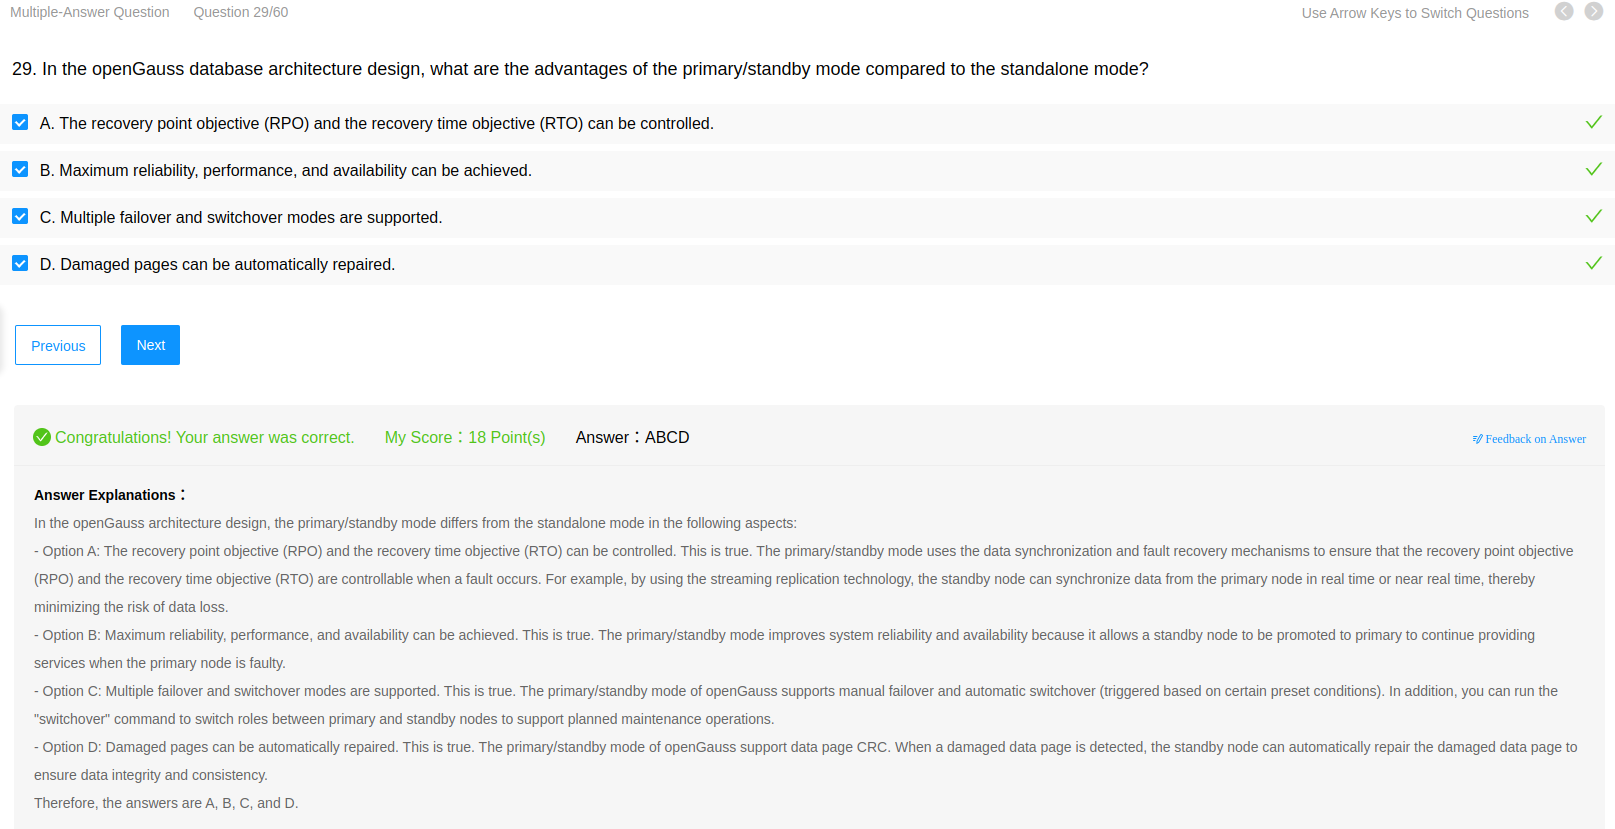 Multiple-Answer Question Question 29/60 Use Arrow Keys to Switch Questions
29. In the openGauss database architecture design, what are the advantages of the primary/standby mode compared to the standalone mode?
A. The recovery point objective (RPO) and the recovery time objective (RTO) can be controlled.
B. Maximum reliability, performance, and availability can be achieved.
C. Multiple failover and switchover modes are supported.
D. Damaged pages can be automatically repaired.
Previous Next
Congratulations! Your answer was correct. My Score：18 Point(s) Answer：ABCD Feedback on Answer
Answer Explanations：
In the openGauss architecture design, the primary/standby mode differs from the standalone mode in the following aspects:
- Option A: The recovery point objective (RPO) and the recovery time objective (RTO) can be controlled. This is true. The primary/standby mode uses the data synchronization and fault recovery mechanisms to ensure that the recovery point objective
(RPO) and the recovery time objective (RTO) are controllable when a fault occurs. For example, by using the streaming replication technology, the standby node can synchronize data from the primary node in real time or near real time, thereby
minimizing the risk of data loss.
- Option B: Maximum reliability, performance, and availability can be achieved. This is true. The primary/standby mode improves system reliability and availability because it allows a standby node to be promoted to primary to continue providing
services when the primary node is faulty.
- Option C: Multiple failover and switchover modes are supported. This is true. The primary/standby mode of openGauss supports manual failover and automatic switchover (triggered based on certain preset conditions). In addition, you can run the
"switchover" command to switch roles between primary and standby nodes to support planned maintenance operations.
- Option D: Damaged pages can be automatically repaired. This is true. The primary/standby mode of openGauss support data page CRC. When a damaged data page is detected, the standby node can automatically repair the damaged data page to
ensure data integrity and consistency.
Therefore, the answers are A, B, C, and D.